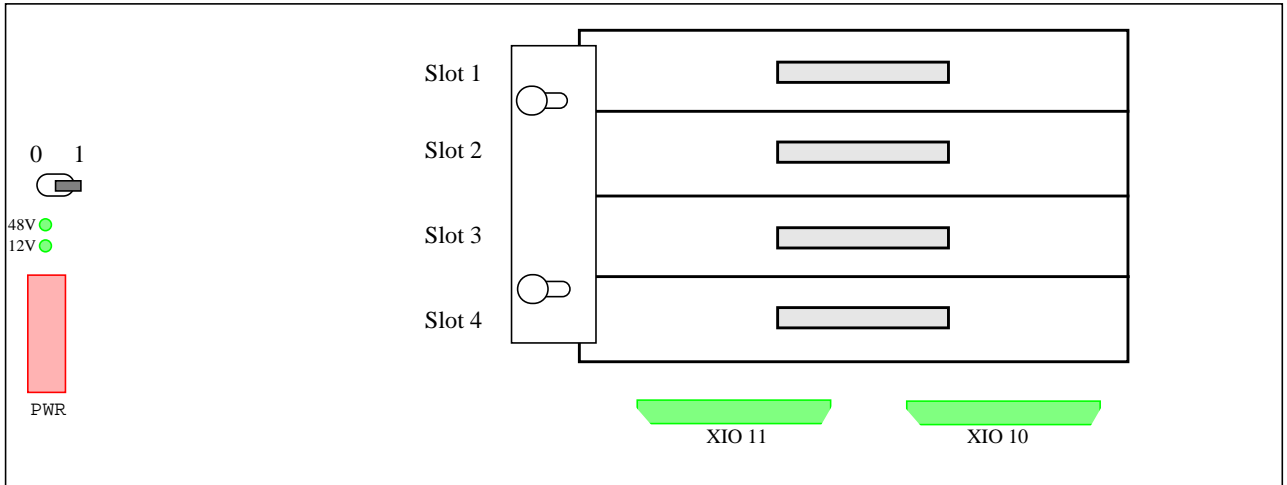 Slot 1
Slot 2
0 1
48V
Slot 3
12V
Slot 4
PWR
XIO 11
XIO 10